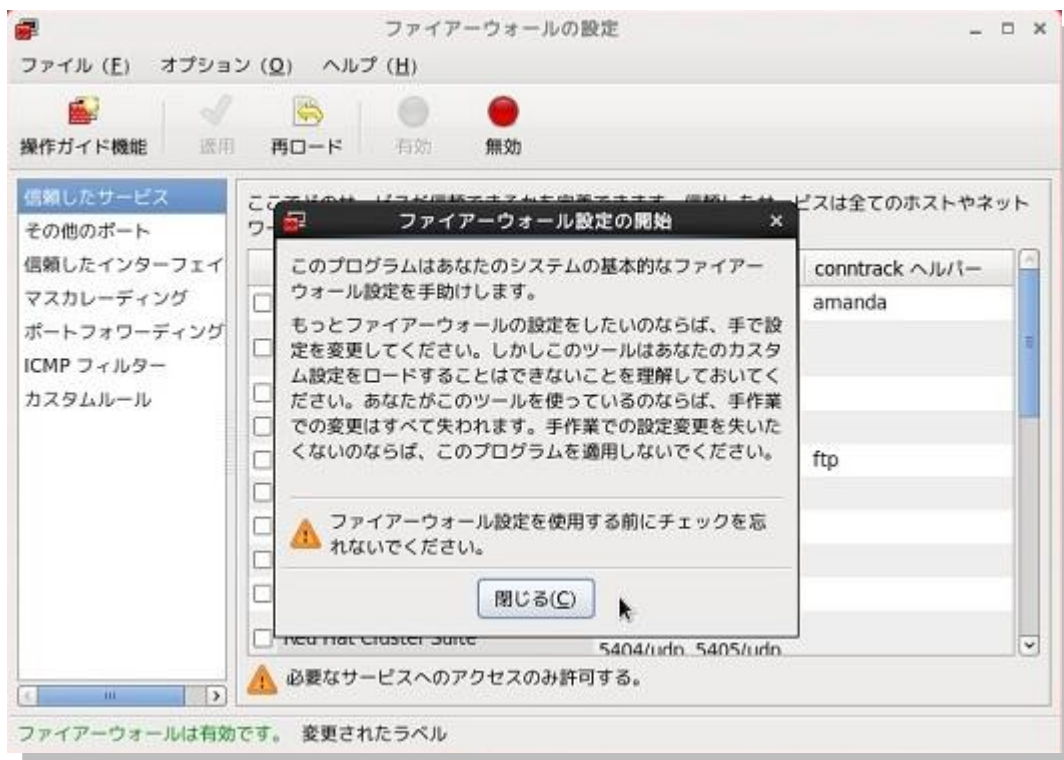 ファイアーウォールの設定
ファイル (F) オプション (O) ヘルプ (H)
操作ガイド機能 適用 再ロード 有効 無効
信頼したサービス
その他のポート
信頼したインターフェイ
マスカレーディング
ポートフォワーディング
ICMP フィルター
カスタムルール
ビスは全てのホストやネット
ワー
conntrack ヘルパー
amanda
ftp
Red Hat Cluster Suite
5404/udp, 5405/udp
ファイアーウォール設定の開始
このプログラムはあなたのシステムの基本的なファイアー
ウォール設定を手助けします。
もっとファイアーウォールの設定をしたいのならば、手で設
定を変更してください。しかしこのツールはあなたのカスタ
ム設定をロードすることはできないことを理解しておいてく
ださい。あなたがこのツールを使っているのならば、手作業
での変更はすべて失われます。手作業での設定変更を失いた
くないのならば、このプログラムを適用しないでください。
ファイアーウォール設定を使用する前にチェックを忘
れないでください。
閉じる(C)
必要なサービスへのアクセスのみ許可する。
ファイアーウォールは有効です。 変更されたラベル